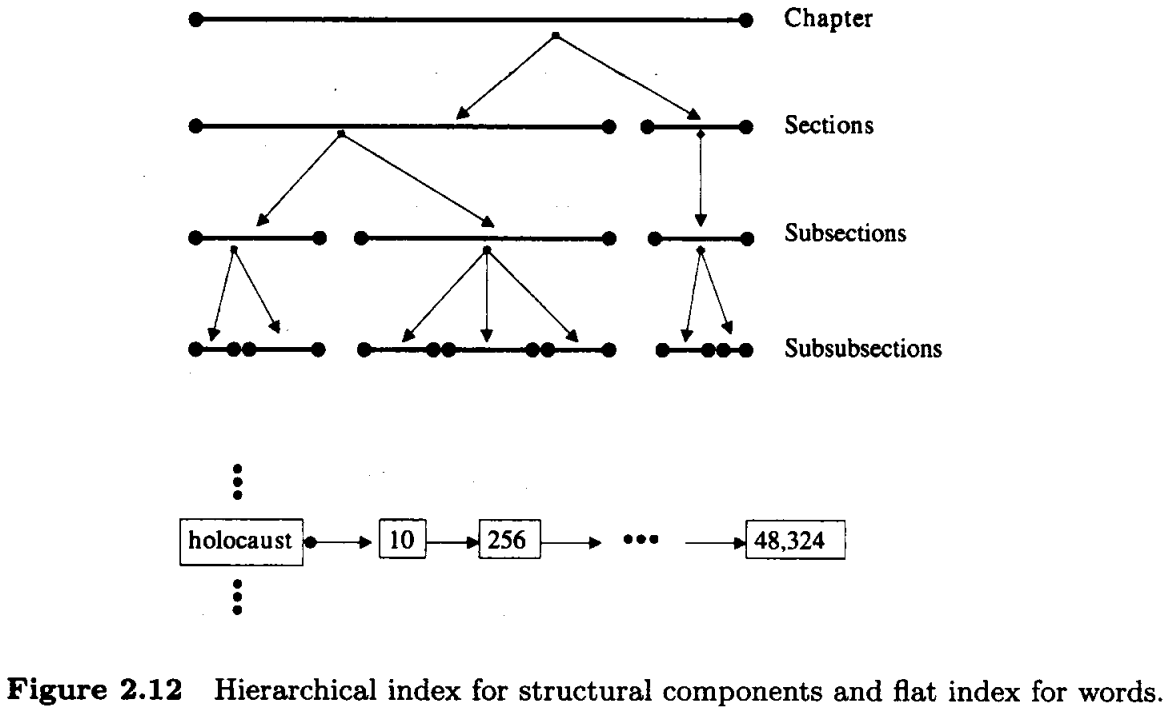 Chapter
Sections
Subsections
Subsubsections
holocaust 10 256 48,324
Figure 2.12 Hierarchical index for structural components and flat index for words.